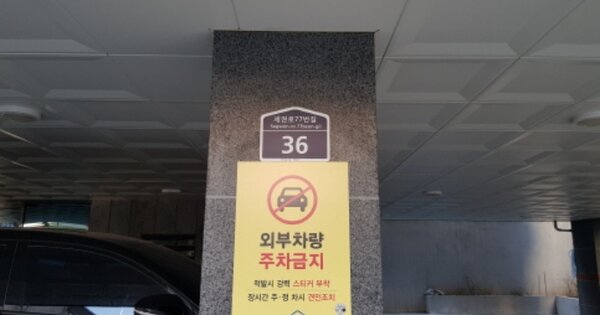 세권로77번길
Segwon-ro 77beon-gil
36
외부차량
주차금지
적발시 강력 스티커 부착
장시간 주·정 차시 견인조치